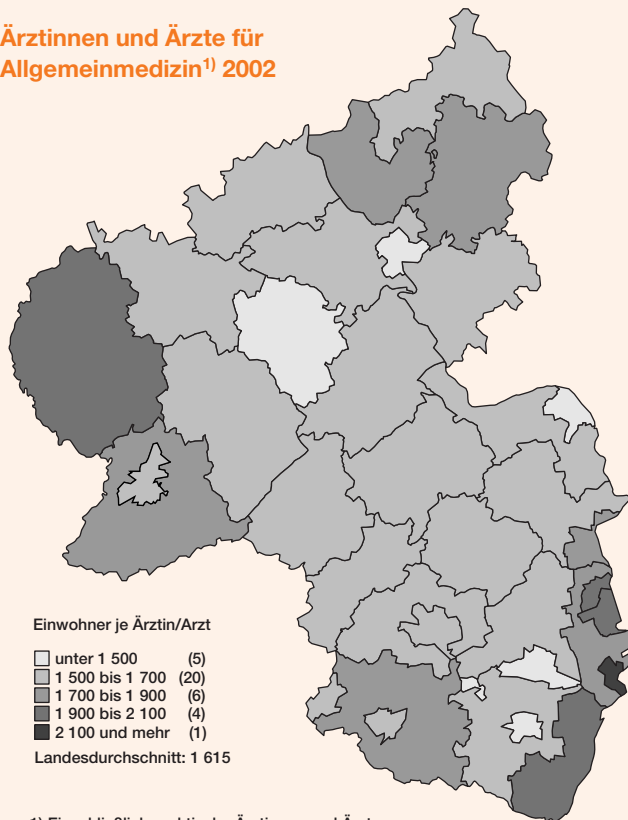 Ärztinnen und Ärzte für
Allgemeinmedizin1) 2002
Einwohner je Ärztin/Arzt
unter 1 500 (5)
1 500 bis 1 700 (20)
1 700 bis 1 900 (6)
1 900 bis 2 100 (4)
2 100 und mehr (1)
Landesdurchschnitt: 1 615